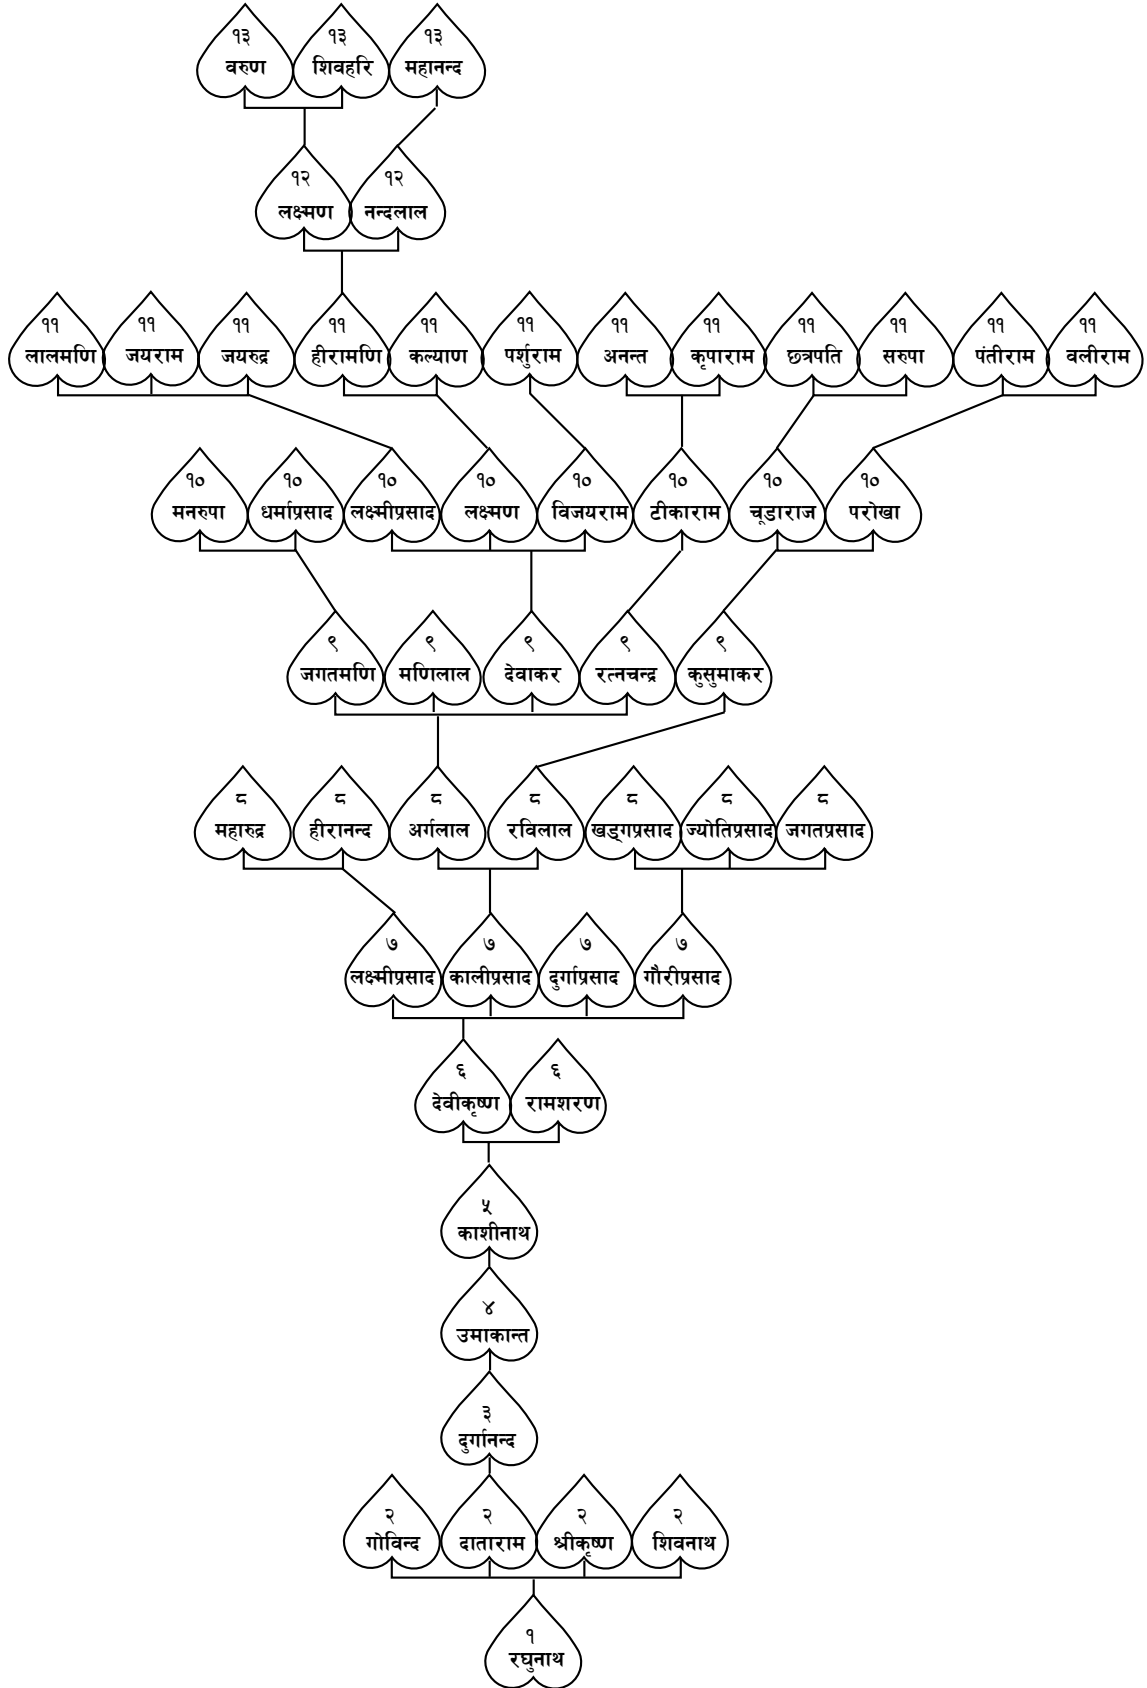 १३ १३ १३
वरुण शिवहरि महानन्द
१२ १२
लक्ष्मण नन्दलाल
११ ११ ११ ११ ११ ११ ११ ११ ११ ११ ११ ११
लालमणि जयराम जयरुद्र हीरामणि कल्याण पर्शुराम अनन्त कृपाराम छत्रपति सरुपा पंतीराम वलीराम
१० १० १० १० १० १० १० १०
मनरुपा धर्माप्रसाद लक्ष्मीप्रसाद लक्ष्मण विजयराम टीकाराम चूडाराज परोखा
९ ९ ९ ९ ९
जगतमणि मणिलाल देवाकर रत्नचन्द्र कुसुमाकर
८ ८ ८ ८ ८ ८ ८
महारुद्र हीरानन्द अर्गलाल रविलाल खड्गप्रसाद ज्योतिप्रसाद जगतप्रसाद
७ ७ ७ ७
लक्ष्मीप्रसाद कालीप्रसाद दुर्गाप्रसाद गौरीप्रसाद
६ ६
देवीकृष्ण रामशरण
५
काशीनाथ
४
उमाकान्त
३
दुर्गानन्द
२ २ २ २
गोविन्द दाताराम श्रीकृष्ण शिवनाथ
१
रघुनाथ